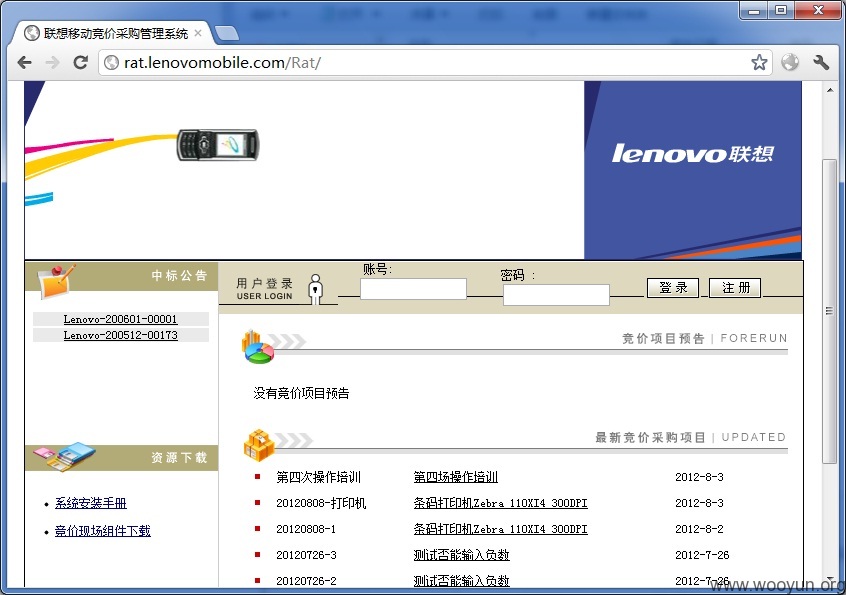 联想移动竞价采购管理系统
rat.lenovomobile.com/Rat/
lenovo联想
中标公告
Lenovo-200601-00001
Lenovo-200512-00173
用户登录
USER LOGIN
账号:
密码 :
登 录
注 册
竞价项目预告 | FORERUN
没有竞价项目预告
最新竞价采购项目 | UPDATED
第四次操作培训 第四场操作培训 2012-8-3
20120808-打印机 条码打印机Zebra 110XI4 300DPI 2012-8-3
20120808-1 条码打印机Zebra 110XI4 300DPI 2012-8-2
20120726-3 测试否能输入负数 2012-7-26
20120726-2 测试否能输入负数 2012-7-26
资源下载
系统安装手册
竞价现场组件下载
www.wooyun.org